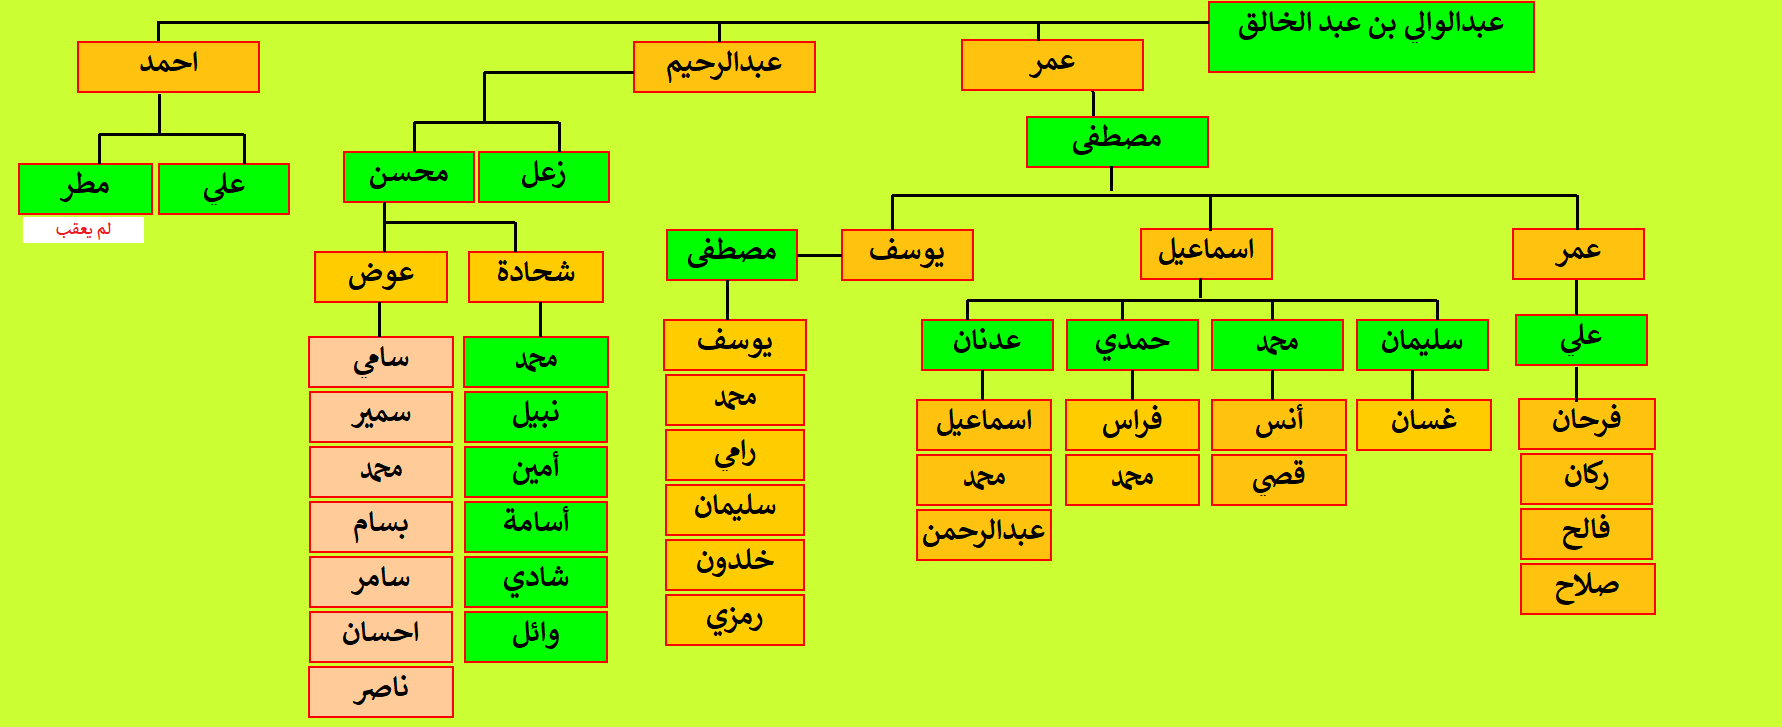 عبدالوالي بن عبد الخالق
عمر
عبدالرحيم
احمد
مصطفى
زعل
محسن
علي
مطر
لم يعقب
عمر
اسماعيل
يوسف
مصطفى
شحادة
عوض
علي
سليمان
محمد
حمدي
عدنان
يوسف
محمد
سامي
فرحان
غسان
أنس
فراس
اسماعيل
محمد
نبيل
سمير
ركان
قصي
محمد
محمد
رامي
أمين
محمد
فالح
عبدالرحمن
سليمان
أسامة
بسام
صلاح
خلدون
شادي
سامر
رمزي
وائل
احسان
ناصر